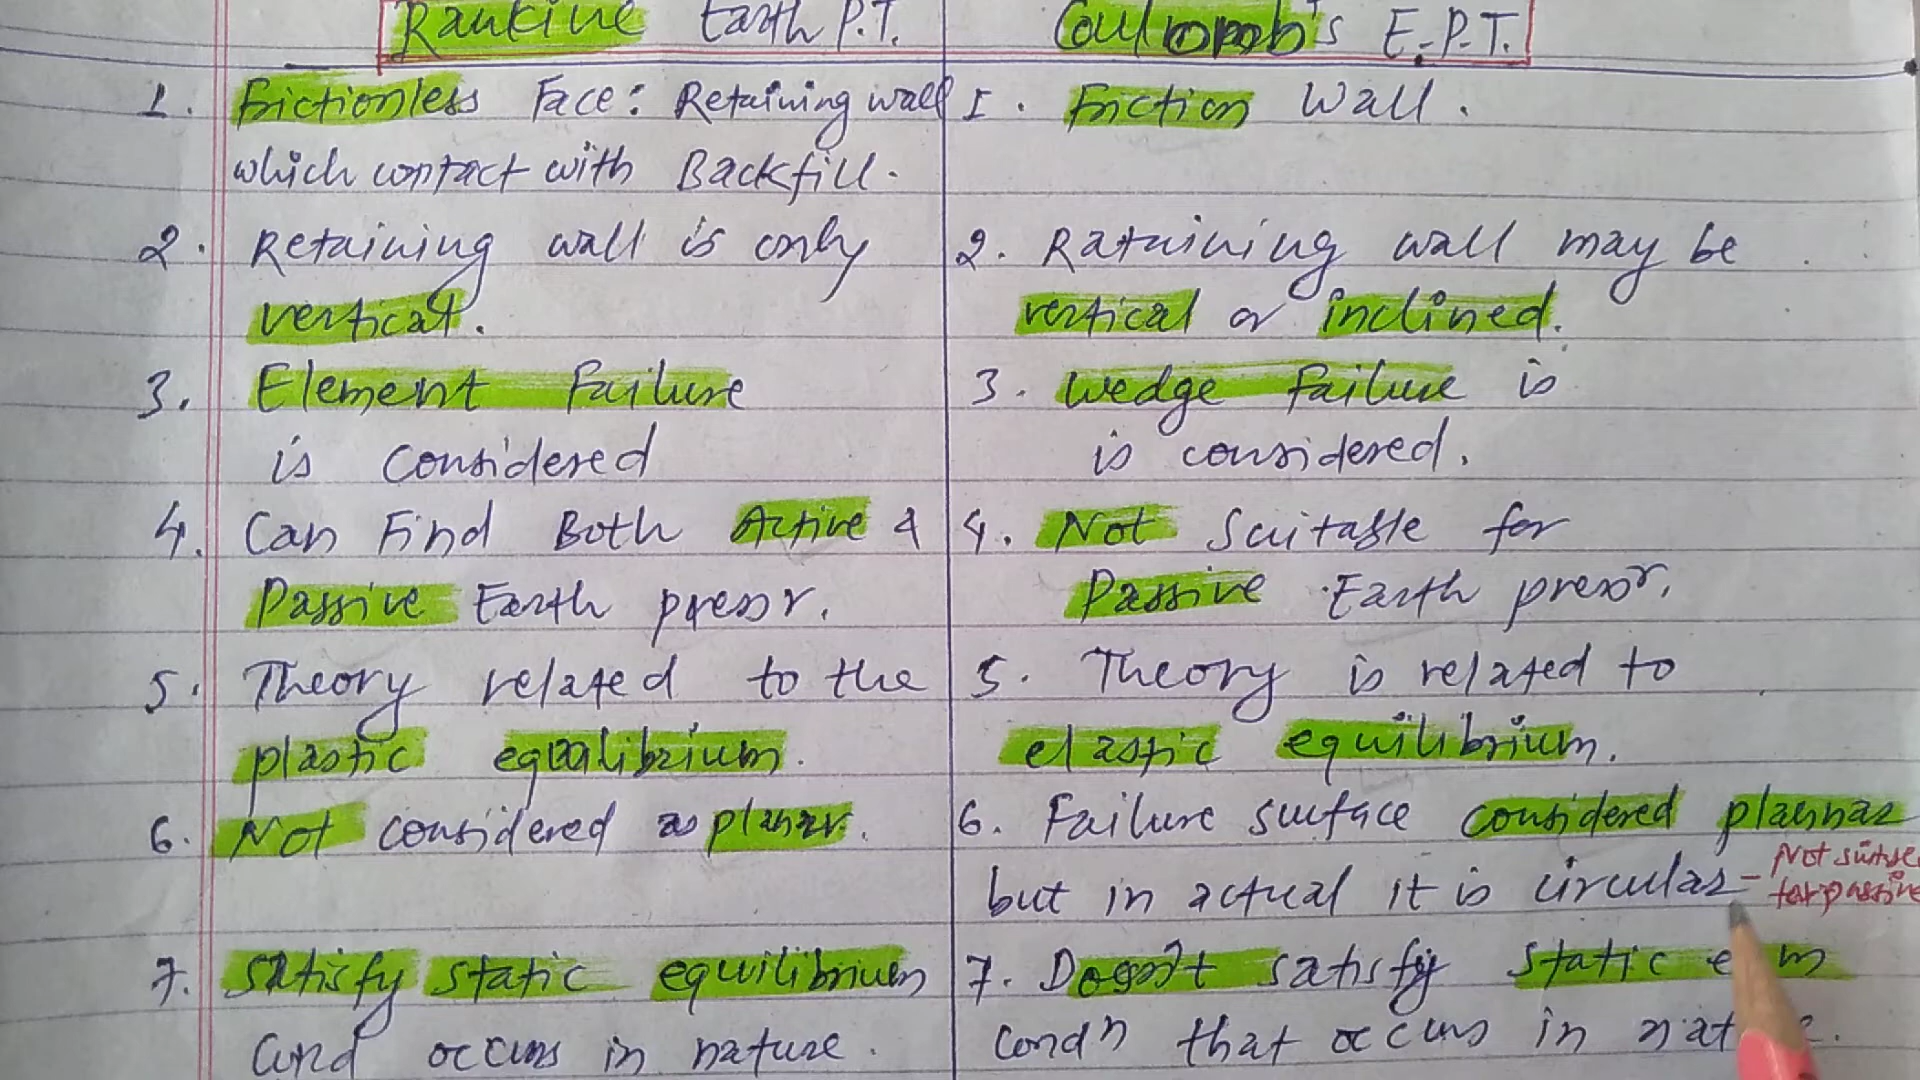 Rankine Earth P.T.
Coulomb's E.P.T.
1. Frictionless Face: Retaining wall
which contact with Backfill.
2. Retaining wall is only
vertical.
3. Element Failure
is considered
4. Can Find Both Active &
Passive Earth pressr.
5. Theory related to the
plastic equalibrium.
6. Not considered as planar.
7. Satisfy static equilibrium
Cond occurs in nature.
1. Friction Wall.
2. Rataining wall may be
vertical or inclined.
3. Wedge Failure is
is considered.
4. Not Suitable for
Passive Earth pressr.
5. Theory is related to
elastic equilibrium.
6. Failure surface considered plannar
but in actual it is circular -
for passive
7. Doesn't satisfy static
condn that occurs in